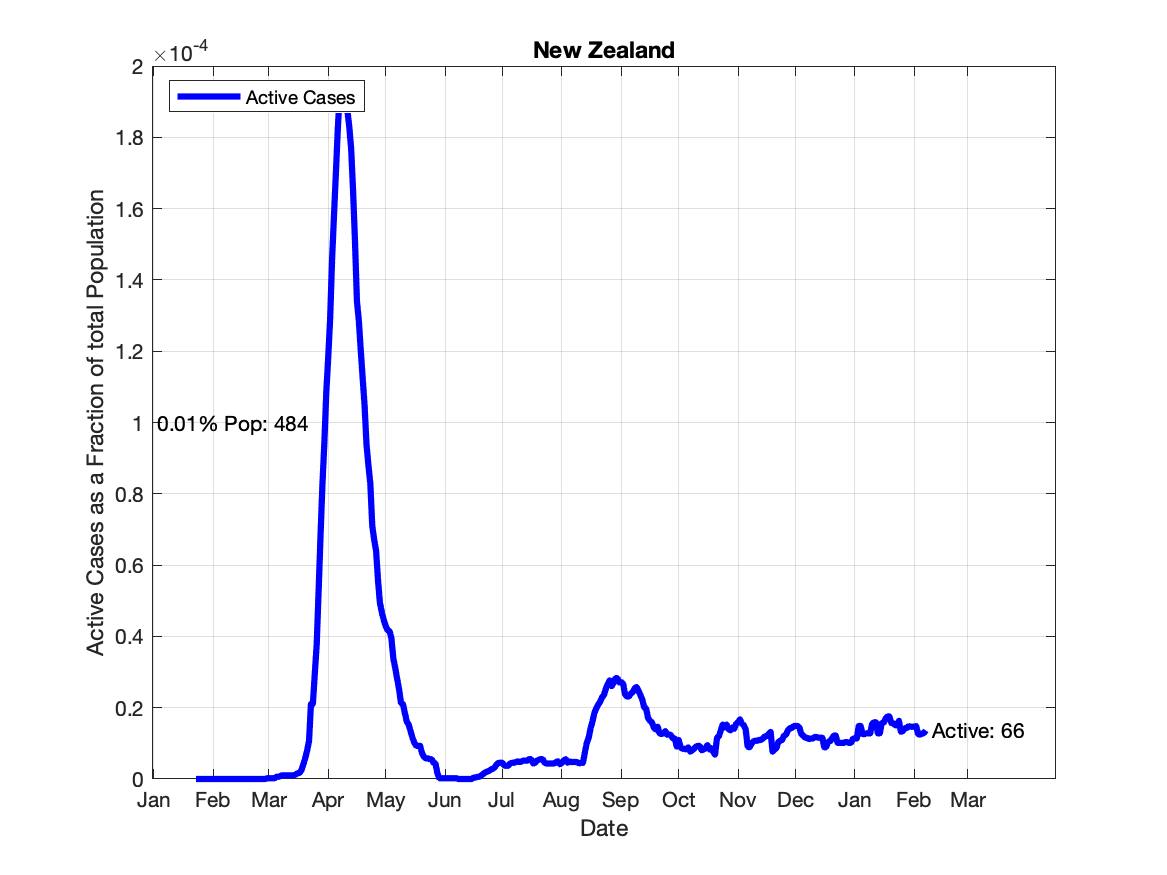 New Zealand
×10-4
Active Cases
2
1.8
1.6
1.4
1.2
1
0.8
0.6
0.4
0.2
0
0.01% Pop: 484
Active: 66
Active Cases as a Fraction of total Population
Jan Feb Mar Apr May Jun Jul Aug Sep Oct Nov Dec Jan Feb Mar
Date